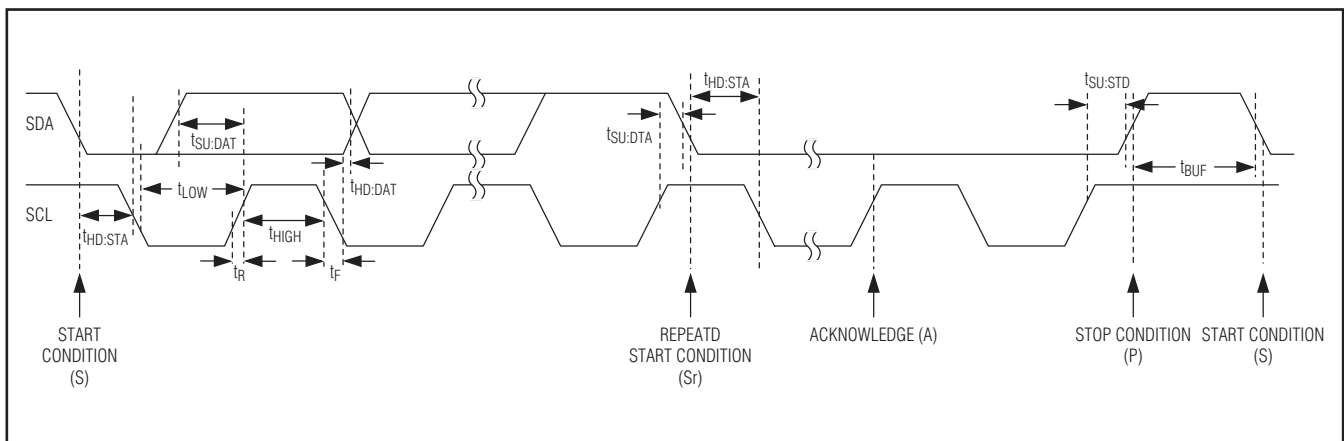 SDA
SCL
tHD:STA
tLOW
tSU:DAT
tR
tHIGH
tF
tHD:DAT
tSU:DTA
tHD:STA
tSU:STD
tBUF
START
CONDITION
(S)
REPEATD
START CONDITION
(Sr)
ACKNOWLEDGE (A)
STOP CONDITION
(P)
START CONDITION
(S)